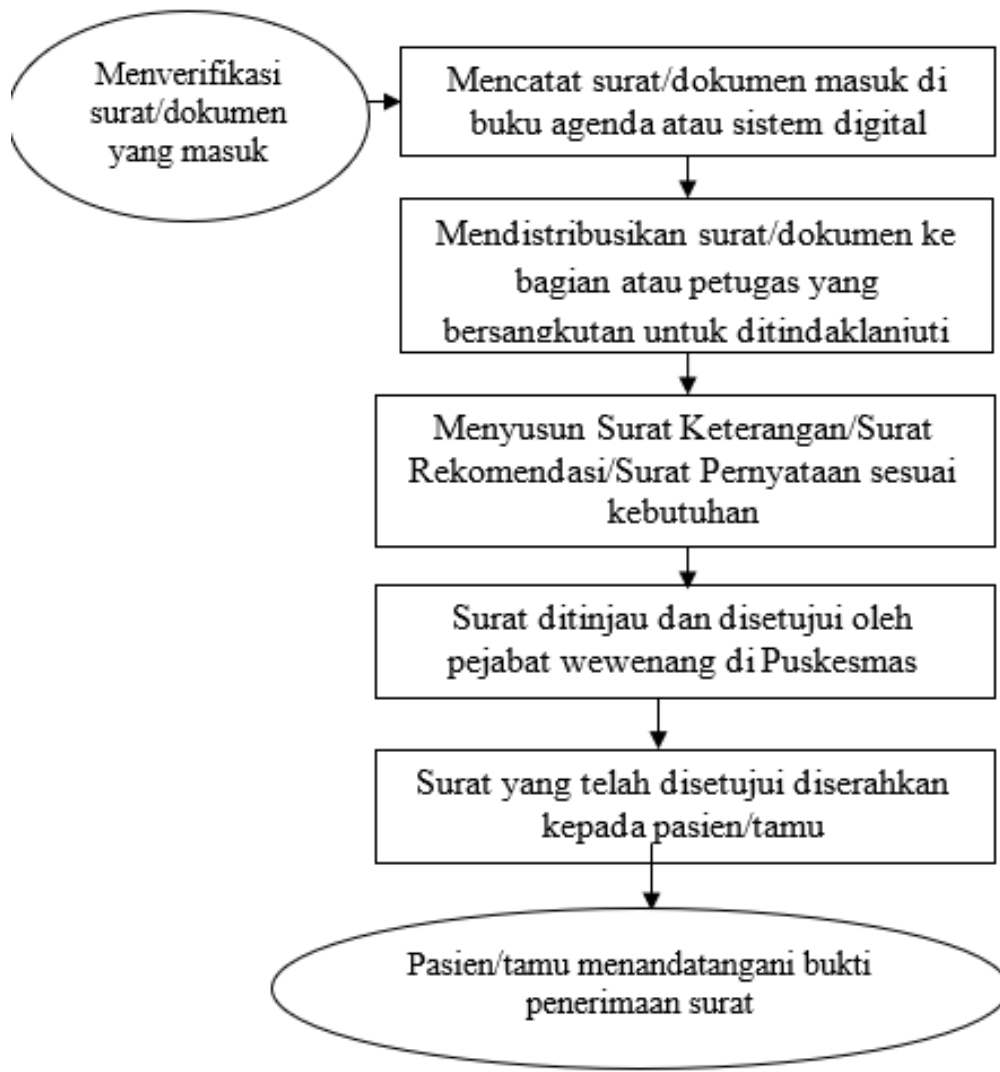 Menverifikasi
surat/dokumen
yang masuk
Mencatat surat/dokumen masuk di
buku agenda atau sistem digital
Mendistribusikan surat/dokumen ke
bagian atau petugas yang
bersangkutan untuk ditindaklanjuti
Menyusun Surat Keterangan/Surat
Rekomendasi/Surat Pernyataan sesuai
kebutuhan
Surat ditinjau dan disetujui oleh
pejabat wewenang di Puskesmas
Surat yang telah disetujui diserahkan
kepada pasien/tamu
Pasien/tamu menandatangani bukti
penerimaan surat